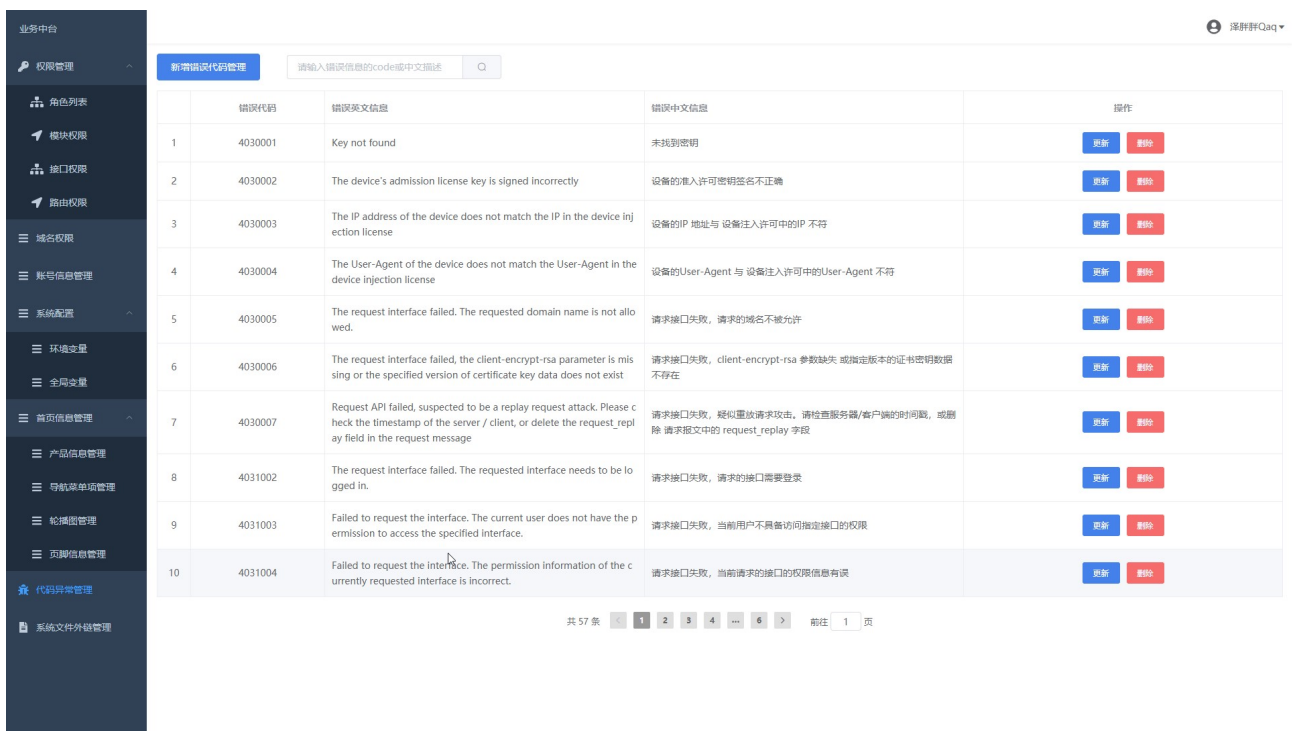 业务中台
泽胖胖Qaq
权限管理
角色列表
模块权限
接口权限
路由权限
域名权限
账号信息管理
系统配置
环境变量
全局变量
首页信息管理
产品信息管理
导航菜单项管理
轮播图管理
页脚信息管理
代码异常管理
系统文件外链管理
新增错误代码管理 请输入错误信息的code或中文描述
错误代码 错误英文信息 错误中文信息 操作
1 4030001 Key not found 未找到密钥 更新 删除
2 4030002 The device's admission license key is signed incorrectly 设备的准入许可密钥签名不正确 更新 删除
3 4030003 The IP address of the device does not match the IP in the device inj
ection license 设备的IP 地址与 设备注入许可中的IP 不符 更新 删除
4 4030004 The User-Agent of the device does not match the User-Agent in the
device injection license 设备的User-Agent 与 设备注入许可中的User-Agent 不符 更新 删除
5 4030005 The request interface failed. The requested domain name is not allo
wed. 请求接口失败，请求的域名不被允许 更新 删除
6 4030006 The request interface failed, the client-encrypt-rsa parameter is mis
sing or the specified version of certificate key data does not exist
请求接口失败，client-encrypt-rsa 参数缺失 或指定版本的证书密钥数据
不存在 更新 删除
7 4030007 Request API failed, suspected to be a replay request attack. Please c
heck the timestamp of the server / client, or delete the request_repl
ay field in the request message
请求接口失败，疑似重放请求攻击。请检查服务器/客户端的时间戳，或删
除 请求报文中的 request_replay 字段 更新 删除
8 4031002 The request interface failed. The requested interface needs to be lo
gged in. 请求接口失败，请求的接口需要登录 更新 删除
9 4031003 Failed to request the interface. The current user does not have the p
ermission to access the specified interface. 请求接口失败，当前用户不具备访问指定接口的权限 更新 删除
10 4031004 Failed to request the interface. The permission information of the c
urrently requested interface is incorrect. 请求接口失败，当前请求的接口的权限信息有误 更新 删除
共 57 条 < 1 2 3 4 ... 6 > 前往 1 页